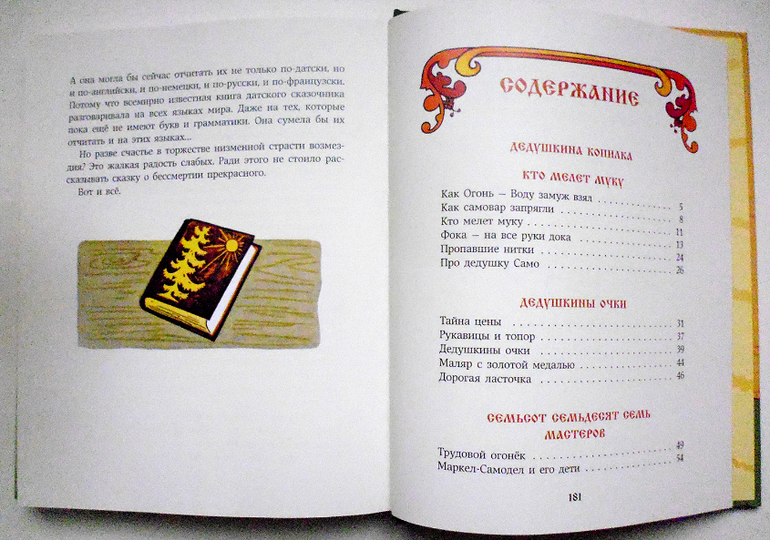 А она могла бы сейчас отчитать их не только по-датски, но
и по-английски, и по-немецки, и по-русски, и по-французски.
Потому что всемирно известная книга датского сказочника
разговаривала на всех языках мира. Даже на тех, которые
пока ещё не имеют букв и грамматики. Она сумела бы их
отчитать и на этих языках...
Но разве счастье в торжестве низменной страсти возмез-
дия? Это жалкая радость слабых. Ради этого не стоило рас-
сказывать сказку о бессмертии прекрасного.
Вот и всё.
СОДЕРЖАНИЕ
ДЕДУШКИНА КОПИЛКА
КТО МЕЛЕТ МУКУ
Как Огонь – Воду замуж взял 5
Как самовар запрягли 8
Кто мелет муку 11
Фока – на все руки дока 13
Пропавшие нитки 24
Про дедушку Само 26
ДЕДУШКИНЫ ОЧКИ
Тайна цены 31
Рукавицы и топор 37
Дедушкины очки 39
Маляр с золотой медалью 44
Дорогая ласточка 46
СЕМЬСОТ СЕМЬДЕСЯТ СЕМЬ
МАСТЕРОВ
Трудовой огонёк 49
Маркел-Самодел и его дети 54
181